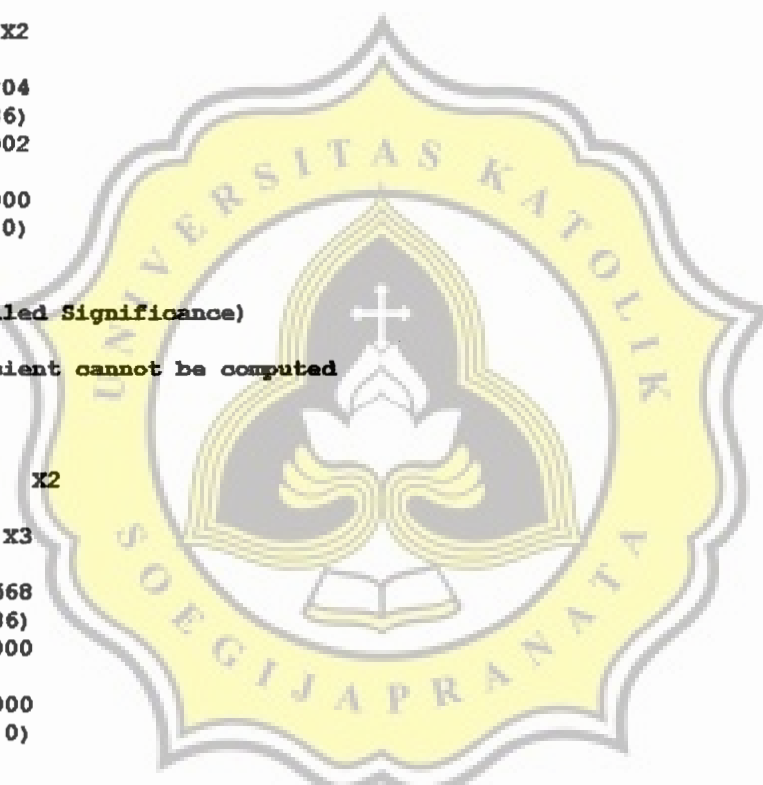 X2
04
6)
002
000
0)
led Significance)
ient cannot be computed
X2
X3
568
36)
000
000
0)
UNIVERSITAS KATOLIK
SOEGIJAPRANATA